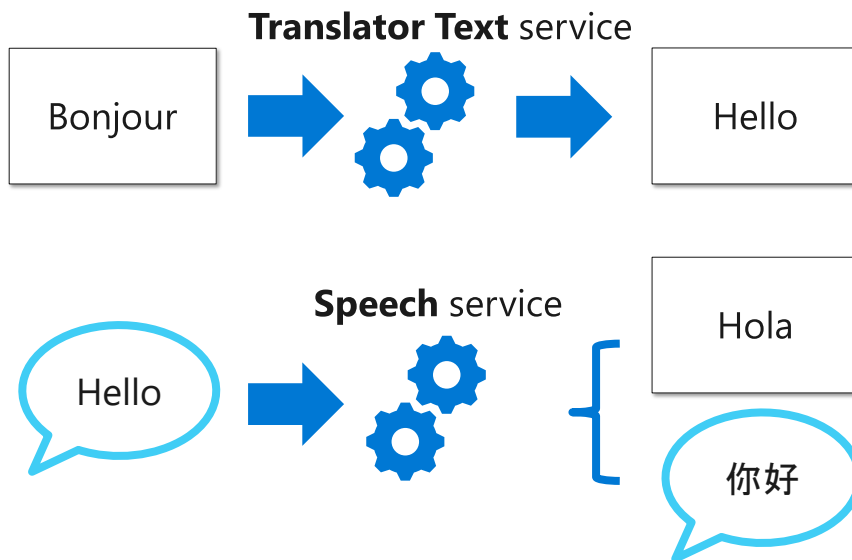 Translator Text service
Bonjour
Hello
Speech service
Hola
Hello
你好